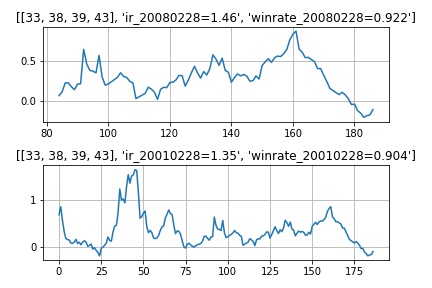 [[33, 38, 39, 43], 'ir_20080228=1.46', 'winrate_20080228=0.922']
0.5
0.0
80 100 120 140 160 180
[[33, 38, 39, 43], 'ir_20010228=1.35', 'winrate_20010228=0.904']
1
0
0 25 50 75 100 125 150 175